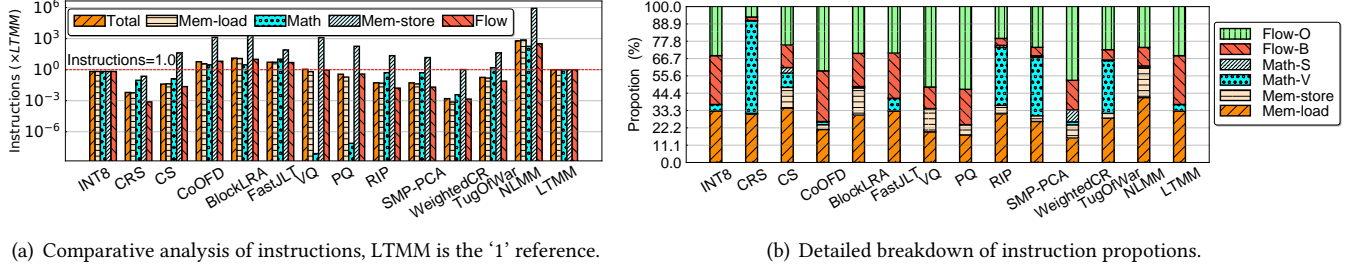 Total Mem-load Math Mem-store Flow
Instructions (×LTMM)
10^6
10^3
10^0
10^-3
10^-6
Instructions=1.0
INT8 CRS CS CoOFD BlockLRA FastJLT VQ PQ RIP SMP-PCA WeightedCR TugOfWar NLMM LTMM
(a) Comparative analysis of instructions, LTMM is the ‘1’ reference.
Proportion (%)
100.0
88.9
77.8
66.7
55.6
44.4
33.3
22.2
11.1
0.0
INT8 CRS CS CoOFD BlockLRA FastJLT VQ PQ RIP SMP-PCA WeightedCR TugOfWar NLMM LTMM
Flow-O
Flow-B
Math-S
Math-V
Mem-store
Mem-load
(b) Detailed breakdown of instruction propotions.